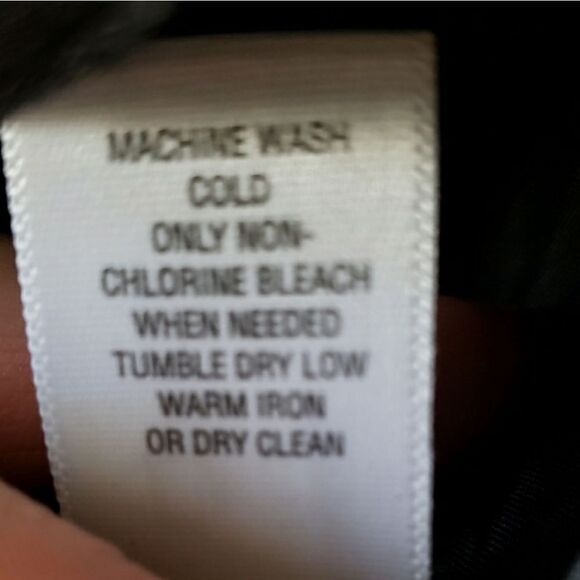 MACHINE WASH
COLD
ONLY NON-
CHLORINE BLEACH
WHEN NEEDED
TUMBLE DRY LOW
WARM IRON
OR DRY CLEAN